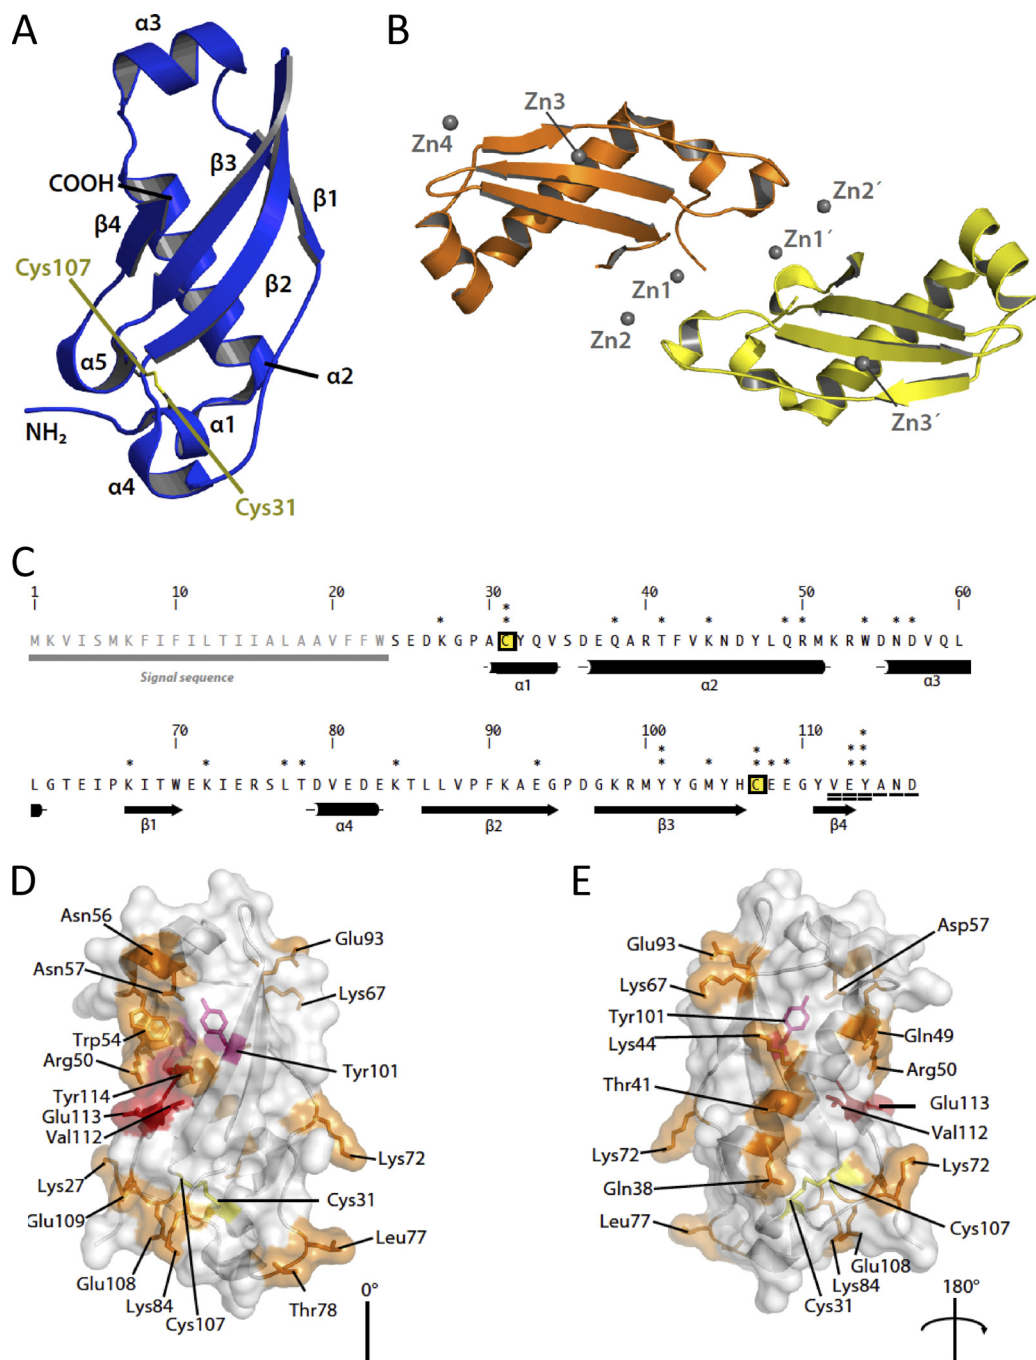 A
α3
β3
COOH
β1
β4
Cys107
β2
α5
α2
α1
NH₂
α4
Cys31
B
Zn3
Zn4
Zn2´
Zn1´
Zn1
Zn2
Zn3´
C
1 10 20 30 40 50 60
* * * * * * * * * *
M K V I S M K F I F I L T I I A L A A V F F W S E D K G P A C Y Q V S D E Q A R T F V K N D Y L Q R M K R W D N D V Q L
Signal sequence
α1 α2 α3
70 80 90 100 110
* * * * * * * * * * * * * * * * * *
L G T E I P K I T W E K I E R S L T D V E D E K T L L V P F K A E G P D G K R M Y Y G M Y H C E E G Y V E Y A N D
β1 α4 β2 β3 β4
D
Asn56
Glu93
Asn57
Lys67
Trp54
Arg50
Tyr101
Tyr114
Glu113
Val112
Lys72
Lys27
Cys31
Glu109
Leu77
Glu108
Lys84
Thr78
Cys107
0°
E
Asp57
Glu93
Lys67
Tyr101
Gln49
Lys44
Arg50
Thr41
Glu113
Val112
Lys72
Lys72
Gln38
Leu77
Cys107
Glu108
Lys84
Cys31
180°